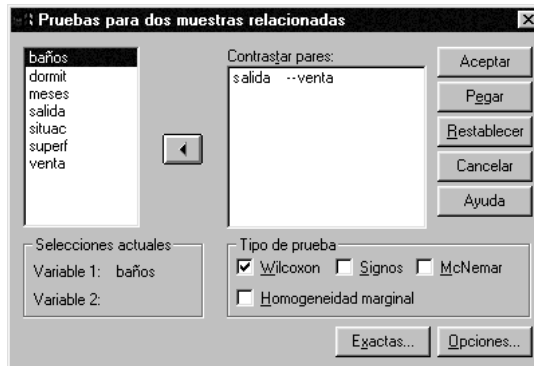 Pruebas para dos muestras relacionadas
baños
dormit
meses
salida
situac
superf
venta
Contrastar pares:
salida --venta
Aceptar
Pegar
Restablecer
Cancelar
Ayuda
Selecciones actuales
Variable 1: baños
Variable 2:
Tipo de prueba
Wilcoxon Signos McNemar
Homogeneidad marginal
Exactas... Opciones...